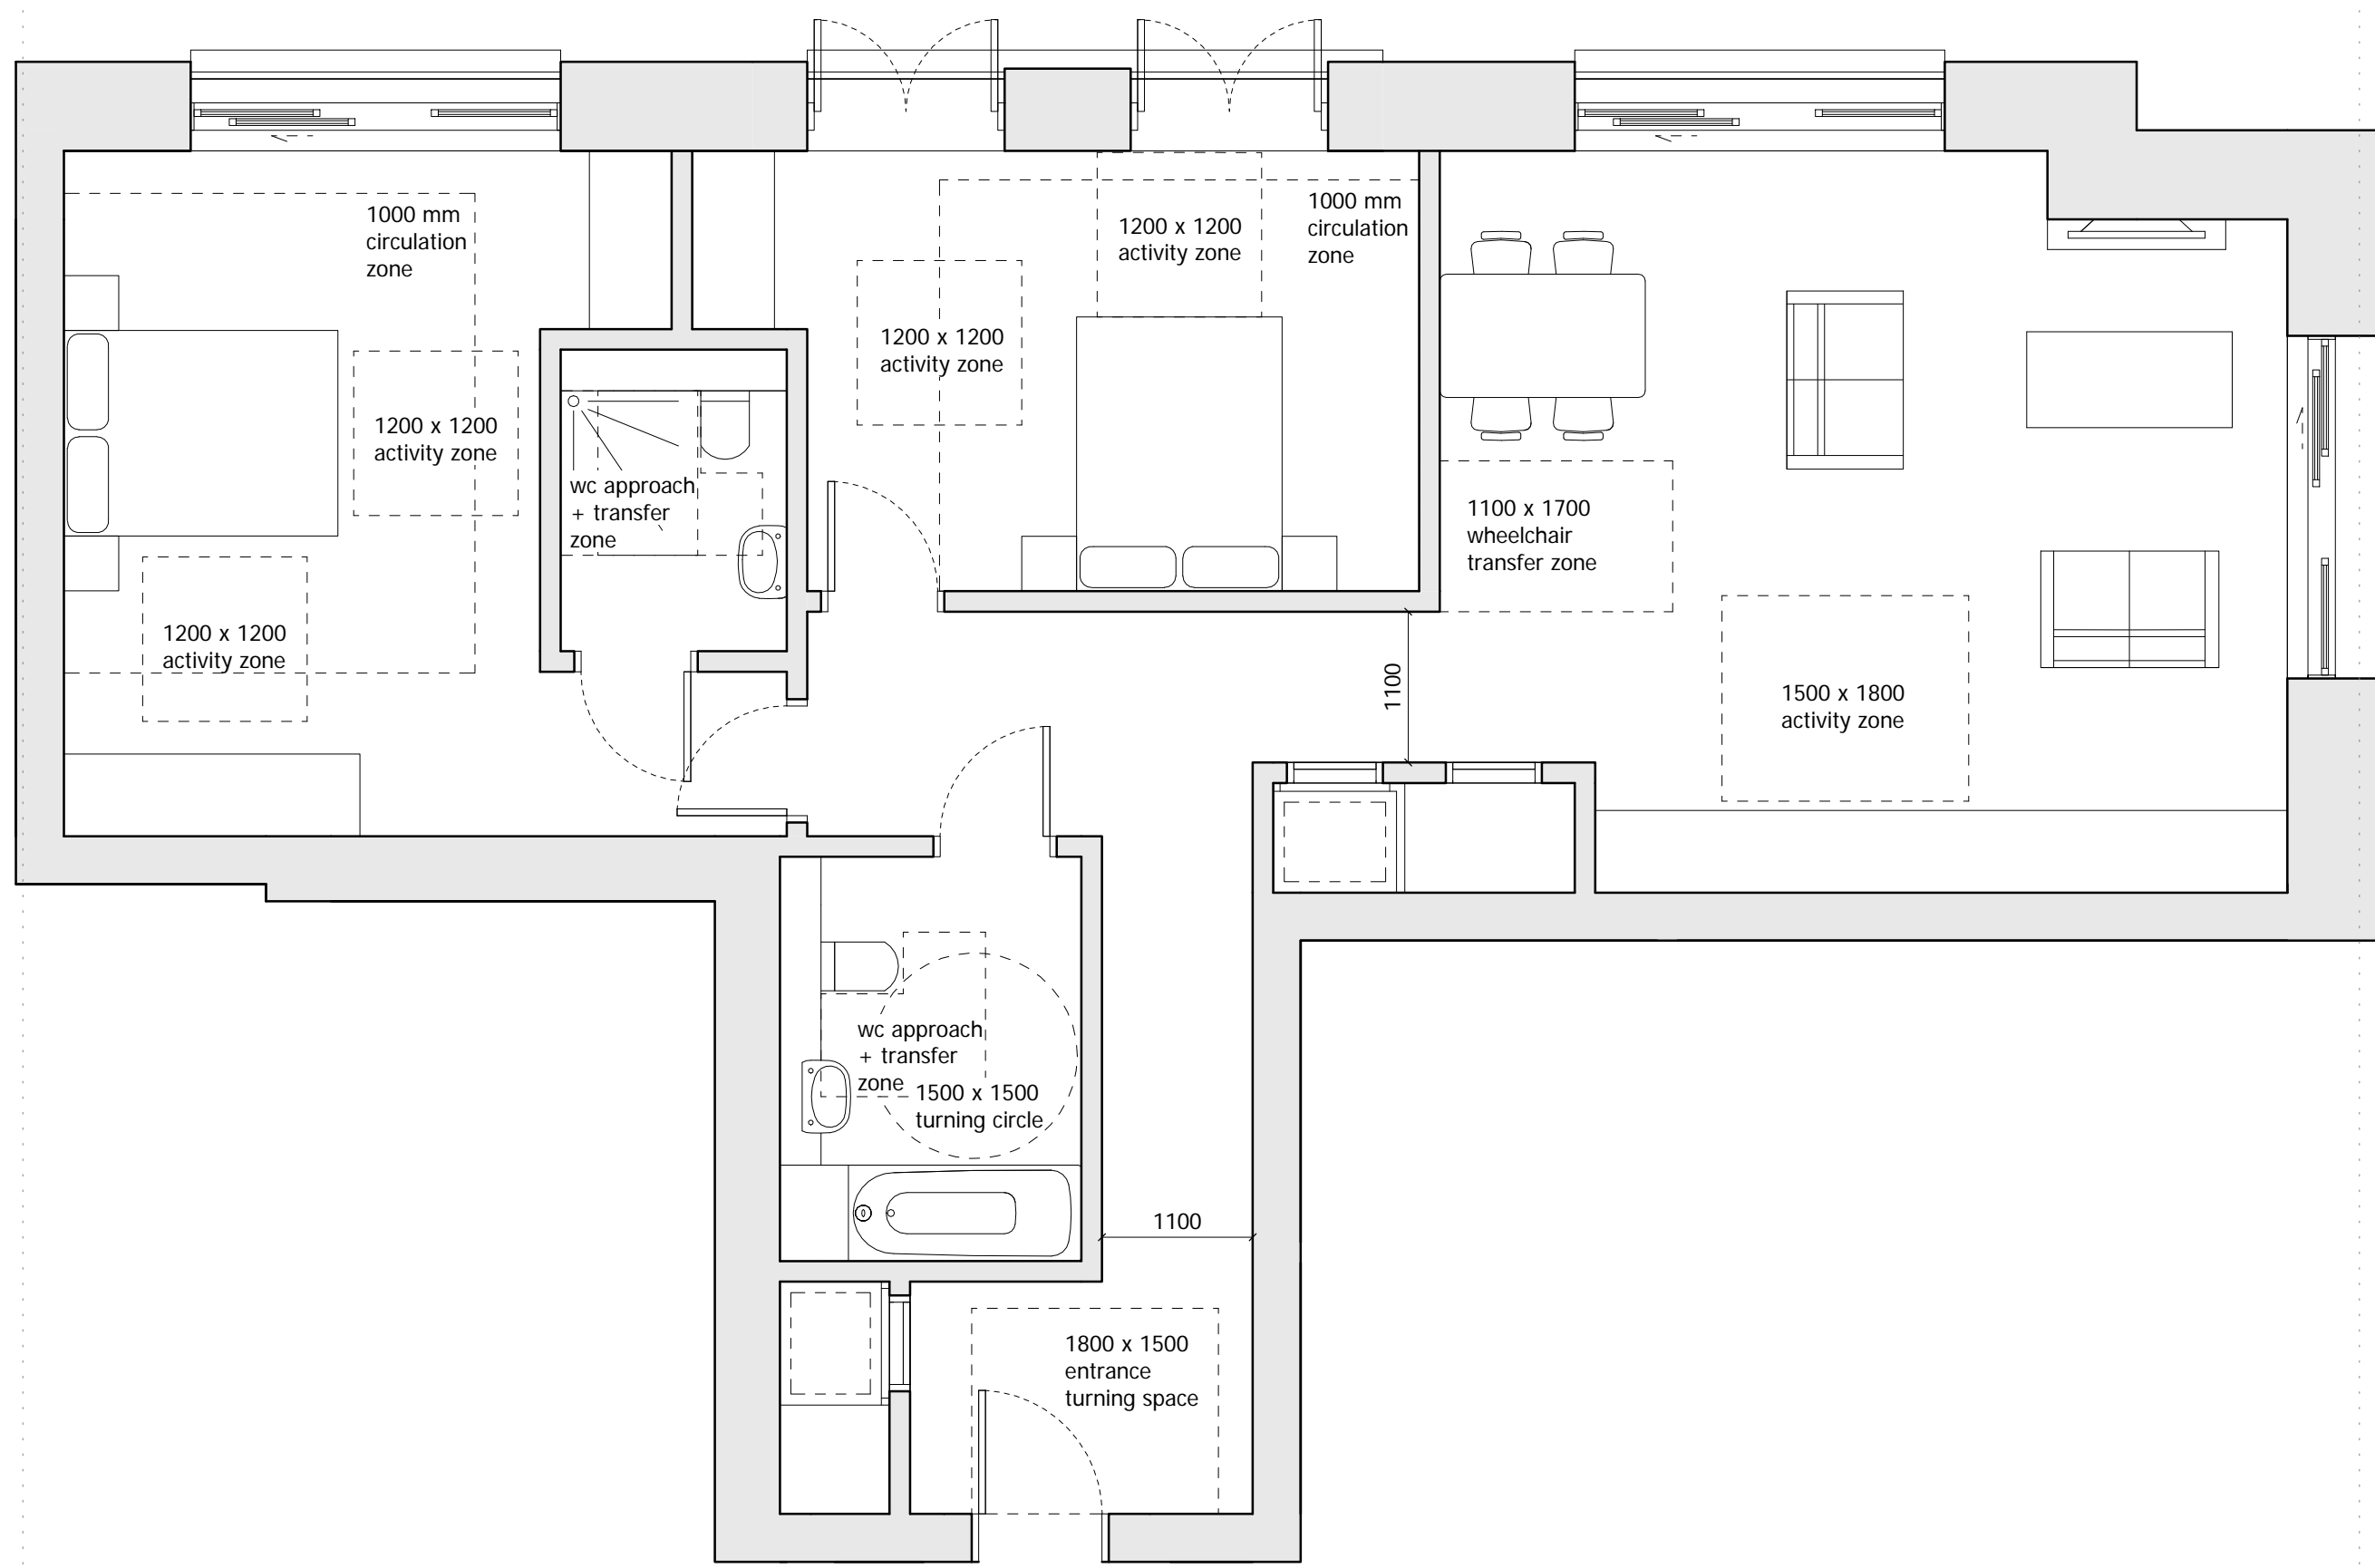 1000 mm
circulation
zone
1200 x 1200
activity zone
1000 mm
circulation
zone
1200 x 1200
activity zone
1200 x 1200
activity zone
wc approach
+ transfer
zone
1100 x 1700
wheelchair
transfer zone
1200 x 1200
activity zone
1100
1500 x 1800
activity zone
wc approach
+ transfer
zone
1500 x 1500
turning circle
1100
1800 x 1500
entrance
turning space